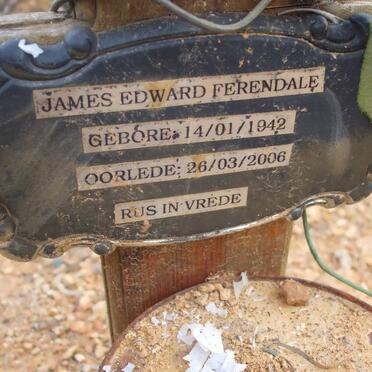 JAMES EDWARD FERENDALE
GEBORE: 14/01/1942
OORLEDE: 26/03/2006
RUS IN VREDE